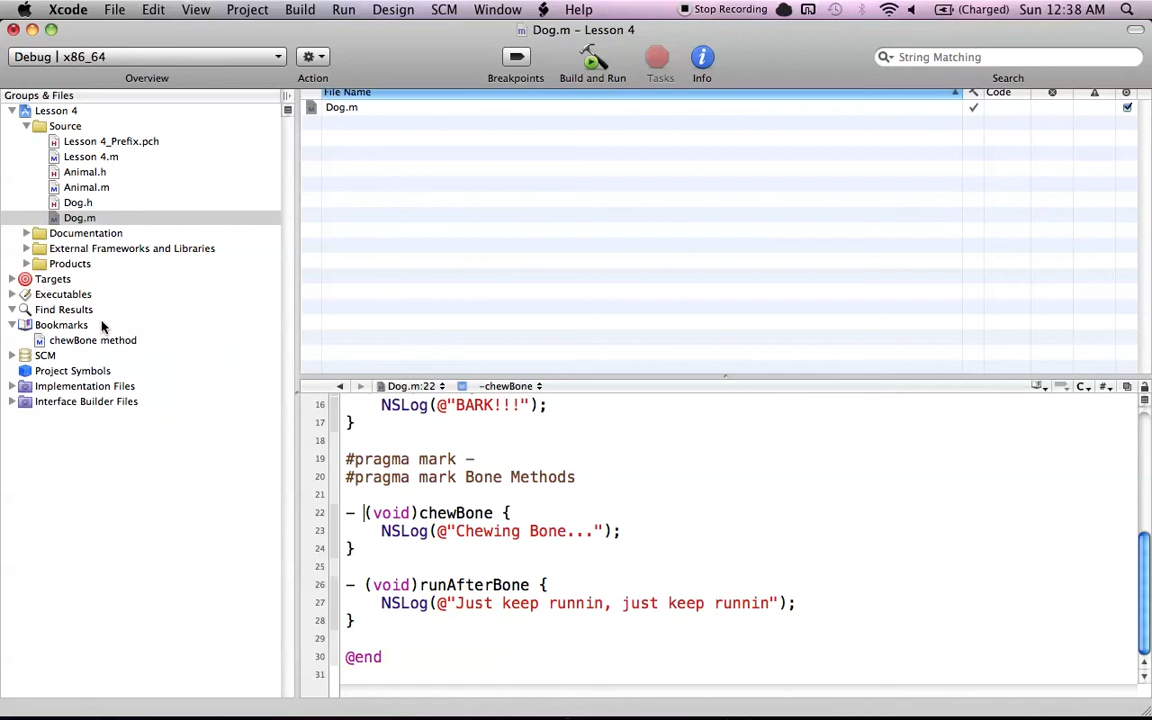 Xcode File Edit View Project Build Run Design SCM Window Help Stop Recording (Charged) Sun 12:38 AM
Dog.m – Lesson 4
Debug | x86_64
String Matching
Overview Action Breakpoints Build and Run Tasks Info Search
Groups & Files
Lesson 4
Source
Lesson 4_Prefix.pch
Lesson 4.m
Animal.h
Animal.m
Dog.h
Dog.m
Documentation
External Frameworks and Libraries
Products
Targets
Executables
Find Results
Bookmarks
chewBone method
SCM
Project Symbols
Implementation Files
Interface Builder Files
File Name Code
Dog.m
Dog.m:22 -chewBone C #
16 NSLog(@"BARK!!!");
17 }
18
19 #pragma mark -
20 #pragma mark Bone Methods
21
22 - (void)chewBone {
23 NSLog(@"Chewing Bone...");
24 }
25
26 - (void)runAfterBone {
27 NSLog(@"Just keep runnin, just keep runnin");
28 }
29
30 @end
31